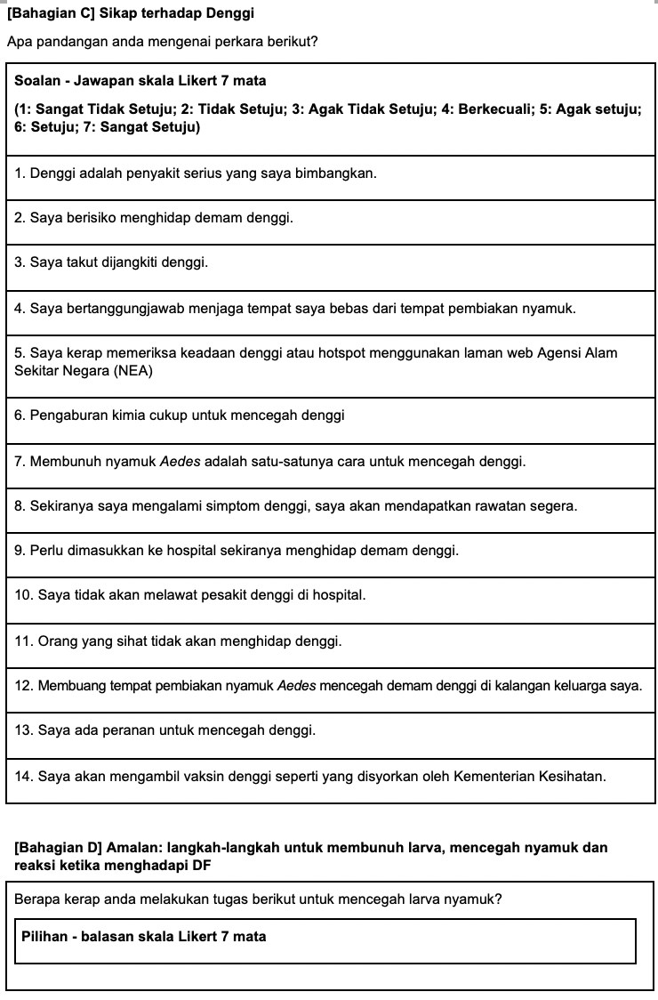 [Bahagian C] Sikap terhadap Denggi
Apa pandangan anda mengenai perkara berikut?
Soalan - Jawapan skala Likert 7 mata
(1: Sangat Tidak Setuju; 2: Tidak Setuju; 3: Agak Tidak Setuju; 4: Berkecuali; 5: Agak setuju;
6: Setuju; 7: Sangat Setuju)
1. Denggi adalah penyakit serius yang saya bimbangkan.
2. Saya berisiko menghidap demam denggi.
3. Saya takut dijangkiti denggi.
4. Saya bertanggungjawab menjaga tempat saya bebas dari tempat pembiakan nyamuk.
5. Saya kerap memeriksa keadaan denggi atau hotspot menggunakan laman web Agensi Alam
Sekitar Negara (NEA)
6. Pengaburan kimia cukup untuk mencegah denggi
7. Membunuh nyamuk Aedes adalah satu-satunya cara untuk mencegah denggi.
8. Sekiranya saya mengalami simptom denggi, saya akan mendapatkan rawatan segera.
9. Perlu dimasukkan ke hospital sekiranya menghidap demam denggi.
10. Saya tidak akan melawat pesakit denggi di hospital.
11. Orang yang sihat tidak akan menghidap denggi.
12. Membuang tempat pembiakan nyamuk Aedes mencegah demam denggi di kalangan keluarga saya.
13. Saya ada peranan untuk mencegah denggi.
14. Saya akan mengambil vaksin denggi seperti yang disyorkan oleh Kementerian Kesihatan.
[Bahagian D] Amalan: langkah-langkah untuk membunuh larva, mencegah nyamuk dan
reaksi ketika menghadapi DF
Berapa kerap anda melakukan tugas berikut untuk mencegah larva nyamuk?
Pilihan - balasan skala Likert 7 mata